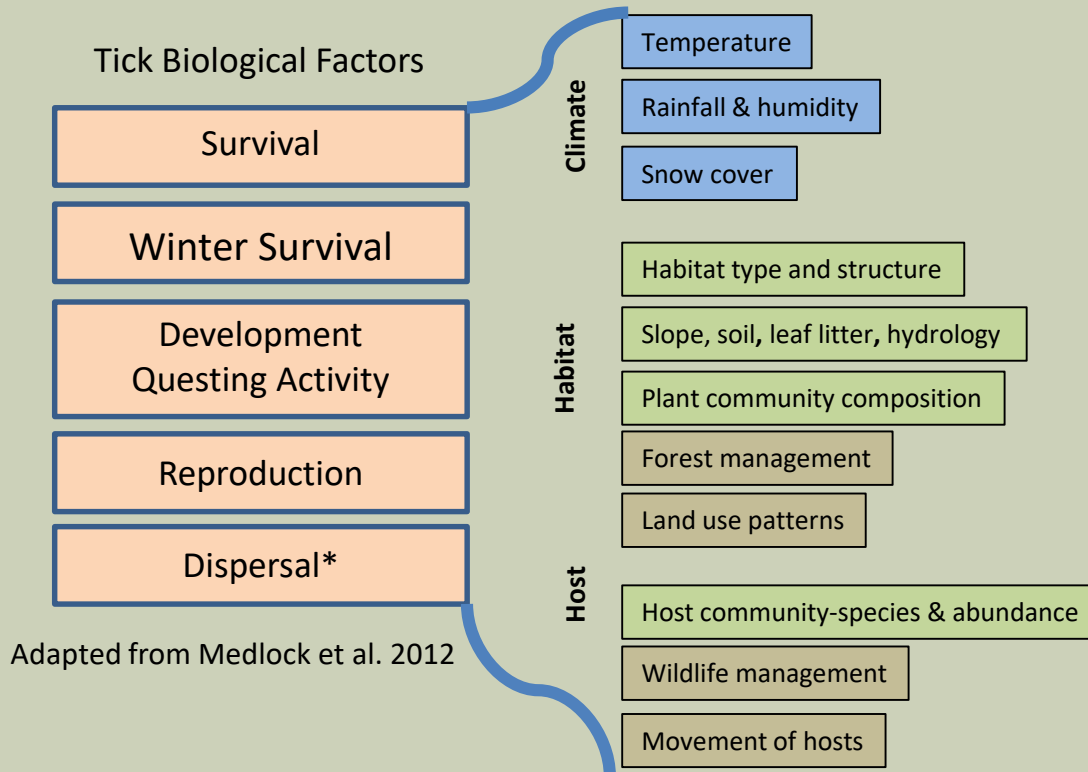 Tick Biological Factors
Survival
Winter Survival
Development
Questing Activity
Reproduction
Dispersal*
Adapted from Medlock et al. 2012
Climate
Temperature
Rainfall & humidity
Snow cover
Habitat
Habitat type and structure
Slope, soil, leaf litter, hydrology
Plant community composition
Forest management
Land use patterns
Host
Host community-species & abundance
Wildlife management
Movement of hosts